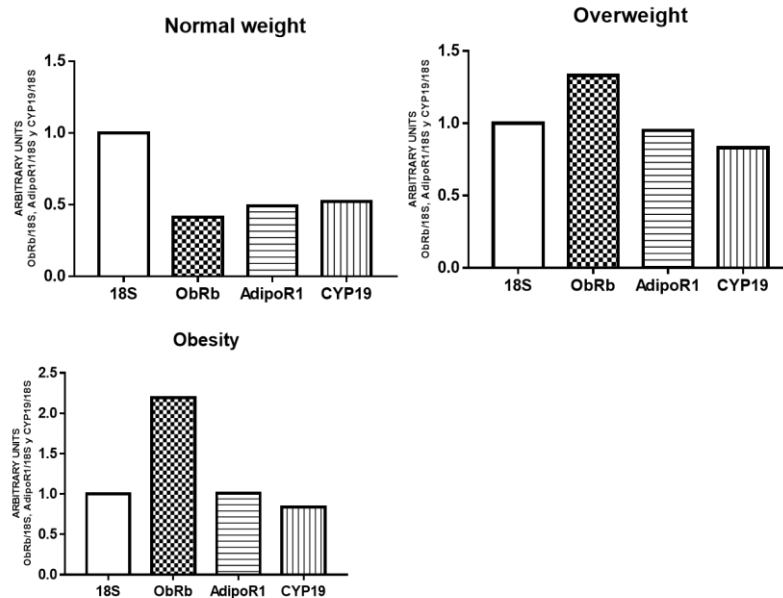 Normal weight
ARBITRARY UNITS
ObRb/18S, AdipoR1/18S y CYP19/18S
1.5
1.0
0.5
0.0
18S ObRb AdipoR1 CYP19
Overweight
ARBITRARY UNITS
ObRb/18S, AdipoR1/18S y CYP19/18S
1.5
1.0
0.5
0.0
18S ObRb AdipoR1 CYP19
Obesity
ARBITRARY UNITS
ObRb/18S, AdipoR1/18S y CYP19/18S
2.5
2.0
1.5
1.0
0.5
0.0
18S ObRb AdipoR1 CYP19